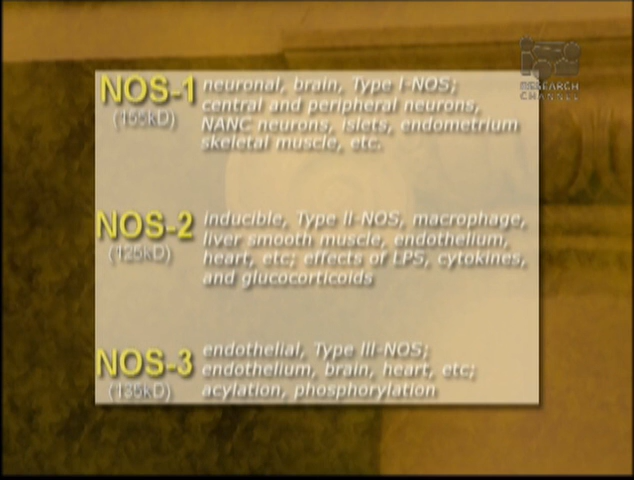 RESEARCH
CHANNEL
NOS-1 neuronal, brain, Type I-NOS;
(155kD) central and peripheral neurons,
NANC neurons, islets, endometrium
skeletal muscle, etc.
NOS-2 inducible, Type II-NOS, macrophage,
(125kD) liver smooth muscle, endothelium,
heart, etc; effects of LPS, cytokines,
and glucocorticoids
NOS-3 endothelial, Type III-NOS;
endothelium, brain, heart, etc;
(135kD) acylation, phosphorylation